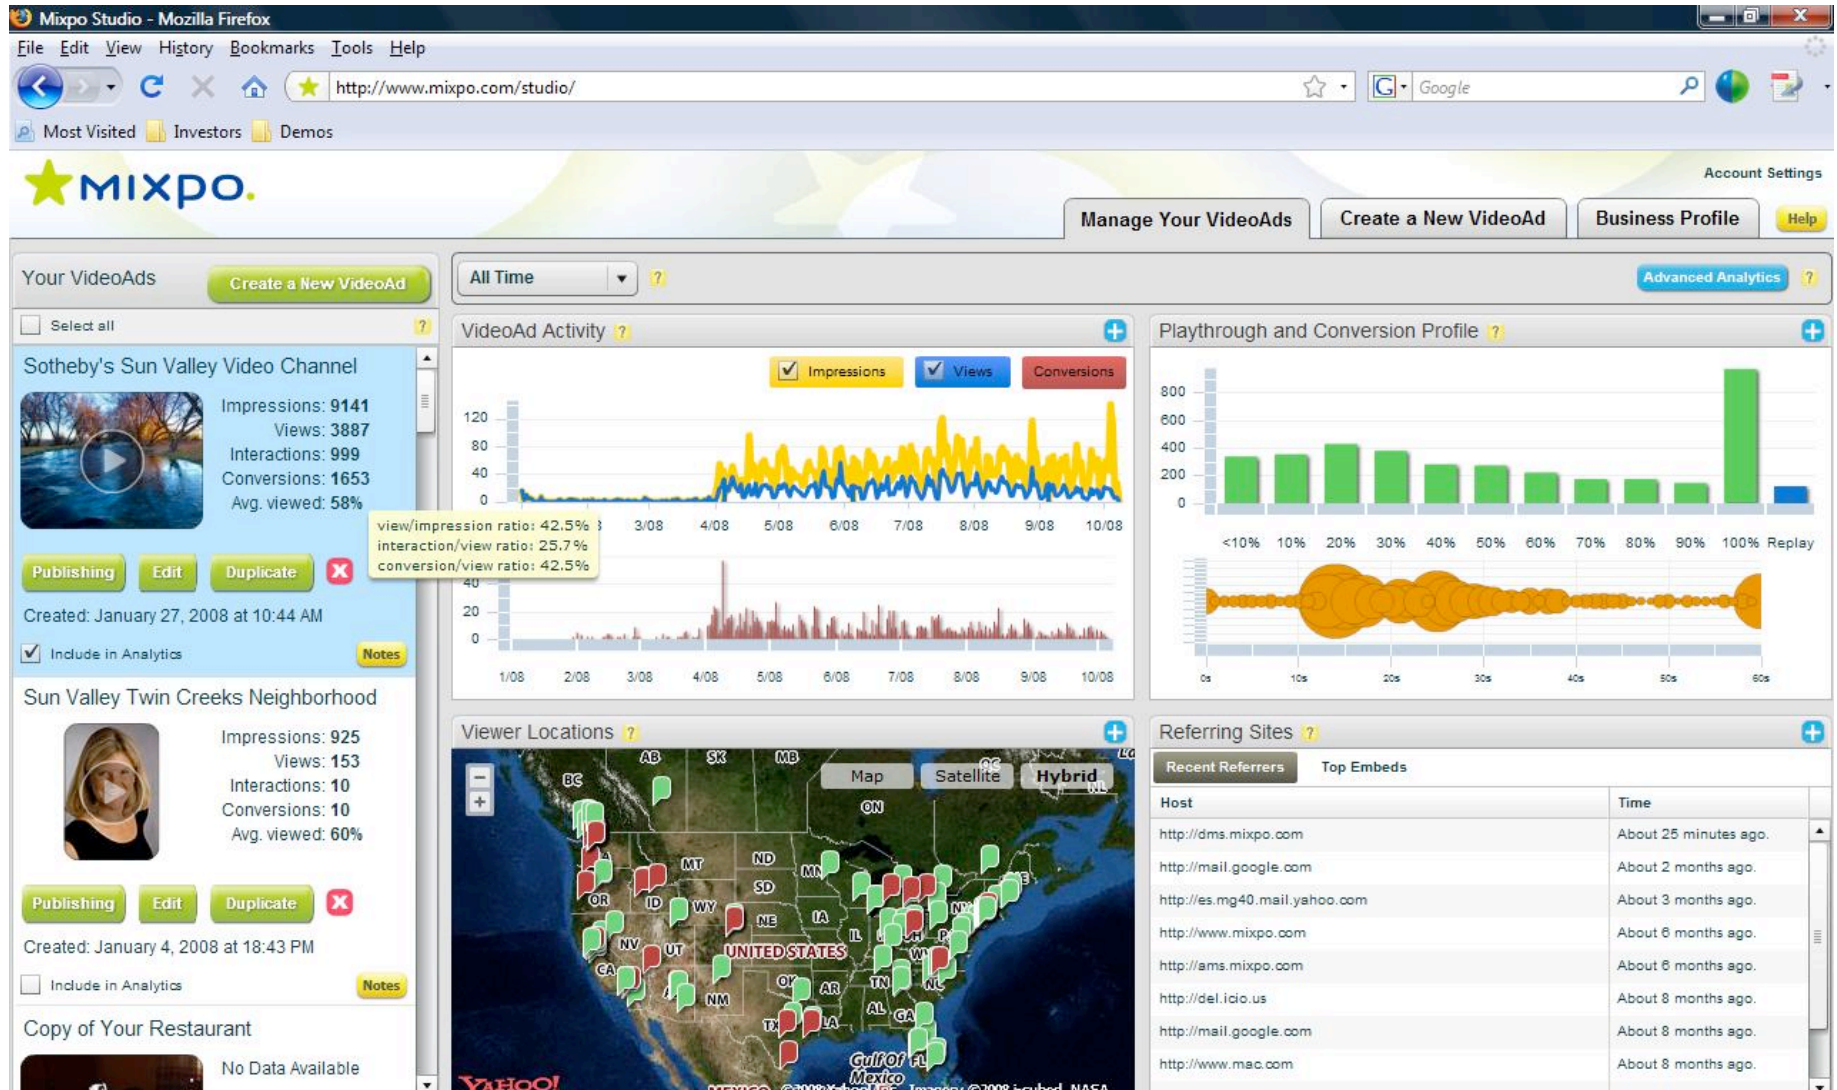 Mixpo Studio - Mozilla Firefox
File Edit View History Bookmarks Tools Help
http://www.mixpo.com/studio/
Google
Most Visited Investors Demos
MIXPO.
Account Settings
Manage Your VideoAds Create a New VideoAd Business Profile Help
Your VideoAds Create a New VideoAd
Select all ?
Sotheby's Sun Valley Video Channel
Impressions: 9141
Views: 3887
Interactions: 999
Conversions: 1653
Avg. viewed: 58%
view/impression ratio: 42.5%
interaction/view ratio: 25.7%
conversion/view ratio: 42.5%
Publishing Edit Duplicate X
Created: January 27, 2008 at 10:44 AM
Include in Analytics Notes
Sun Valley Twin Creeks Neighborhood
Impressions: 925
Views: 153
Interactions: 10
Conversions: 10
Avg. viewed: 60%
Publishing Edit Duplicate X
Created: January 4, 2008 at 18:43 PM
Include in Analytics Notes
Copy of Your Restaurant
No Data Available
All Time ?
Advanced Analytics ?
VideoAd Activity ?
Impressions Views Conversions
120
80
40
0
3/08 4/08 5/08 6/08 7/08 8/08 9/08 10/08
40
20
0
1/08 2/08 3/08 4/08 5/08 6/08 7/08 8/08 9/08 10/08
Playthrough and Conversion Profile ?
800
600
400
200
0
<10% 10% 20% 30% 40% 50% 60% 70% 80% 90% 100% Replay
0s 10s 20s 30s 40s 50s 60s
Viewer Locations ?
Map Satellite Hybrid
AB SK MB
BC QC NL
ON
MT ND MN
SD
OR ID WY
NE IA
NV UT
UNITED STATES
IL
CA
OK AR TN NC
NM
AL GA
TX LA
Gulf Of
Mexico
FL
YAHOO!
MEXICO
Referring Sites ?
Recent Referrers Top Embeds
Host Time
http://dms.mixpo.com About 25 minutes ago.
http://mail.google.com About 2 months ago.
http://es.mg40.mail.yahoo.com About 3 months ago.
http://www.mixpo.com About 6 months ago.
http://ams.mixpo.com About 6 months ago.
http://del.icio.us About 8 months ago.
http://mail.google.com About 8 months ago.
http://www.mac.com About 8 months ago.